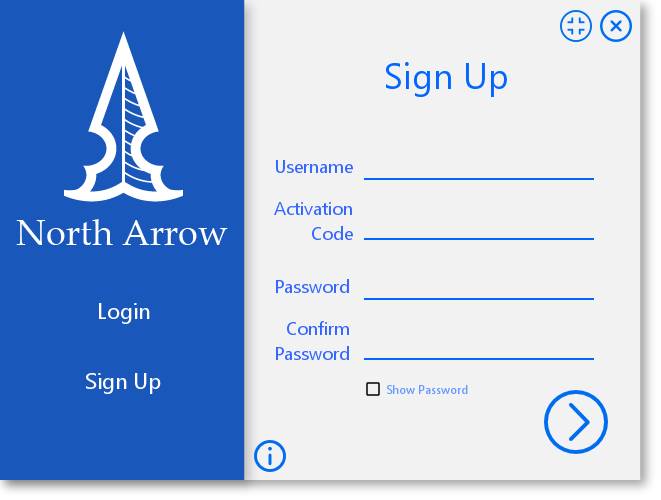 North Arrow
Login
Sign Up
Sign Up
Username
Activation
Code
Password
Confirm
Password
Show Password